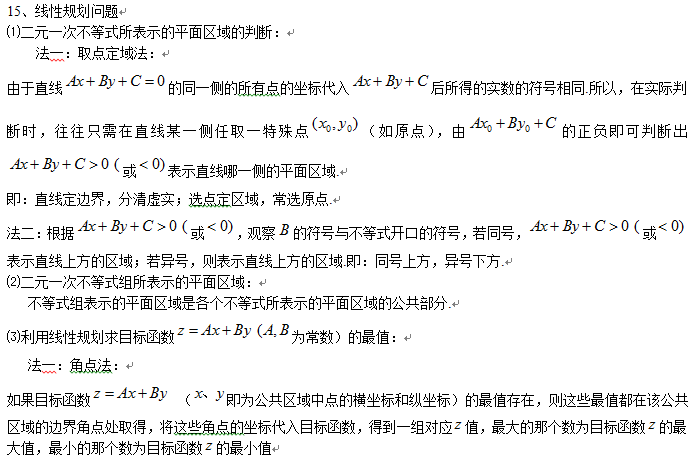 15、线性规划问题
⑴二元一次不等式所表示的平面区域的判断：
法一：取点定域法：
由于直线 Ax+By+C=0 的同一侧的所有点的坐标代入 Ax+By+C 后所得的实数的符号相同.所以，在实际判
断时，往往只需在直线某一侧任取一特殊点 (x₀,y₀)（如原点），由 Ax₀+By₀+C 的正负即可判断出
Ax+By+C>0 (或<0) 表示直线哪一侧的平面区域.
即：直线定边界，分清虚实；选点定区域，常选原点.
法二：根据 Ax+By+C>0 (或<0)，观察 B 的符号与不等式开口的符号，若同号，Ax+By+C>0 (或<0)
表示直线上方的区域；若异号，则表示直线上方的区域.即：同号上方，异号下方.
⑵二元一次不等式组所表示的平面区域：
不等式组表示的平面区域是各个不等式所表示的平面区域的公共部分.
⑶利用线性规划求目标函数 z=Ax+By (A,B 为常数）的最值：
法一：角点法：
如果目标函数 z=Ax+By （x、y 即为公共区域中点的横坐标和纵坐标）的最值存在，则这些最值都在该公共
区域的边界角点处取得，将这些角点的坐标代入目标函数，得到一组对应 z 值，最大的那个数为目标函数 z 的最
大值，最小的那个数为目标函数 z 的最小值